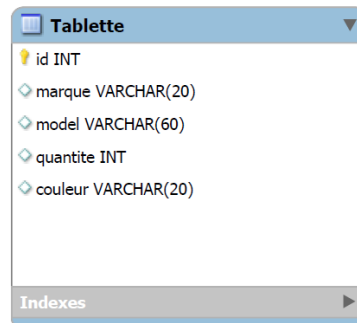 Tablette
id INT
marque VARCHAR(20)
model VARCHAR(60)
quantite INT
couleur VARCHAR(20)
Indexes